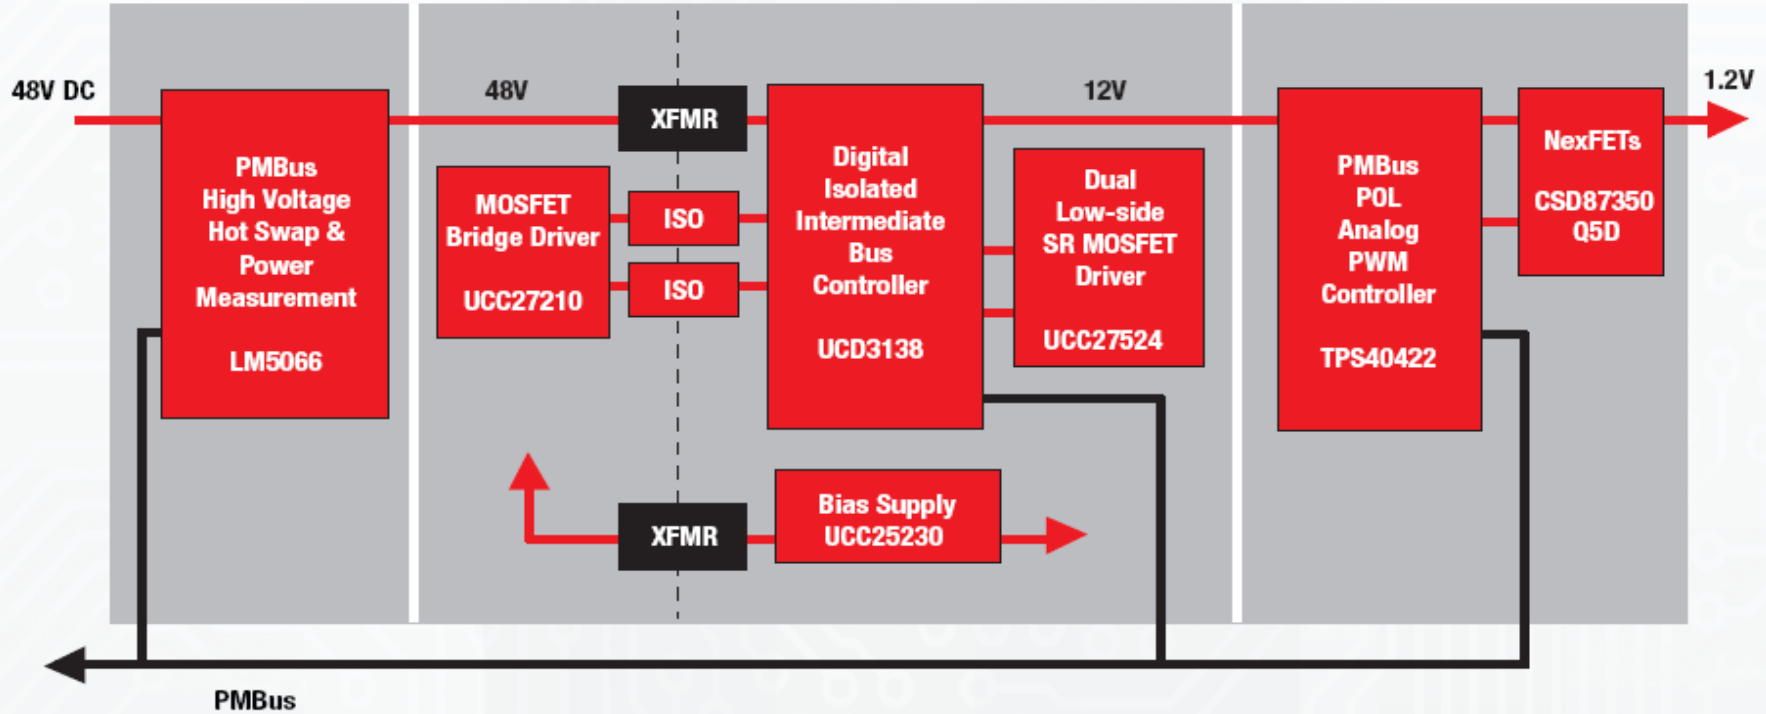 48V DC
PMBus
High Voltage
Hot Swap &
Power
Measurement
LM5066
48V
XFMR
MOSFET
Bridge Driver
UCC27210
ISO
ISO
Digital
Isolated
Intermediate
Bus
Controller
UCD3138
12V
Dual
Low-side
SR MOSFET
Driver
UCC27524
XFMR
Bias Supply
UCC25230
PMBus
POL
Analog
PWM
Controller
TPS40422
NexFETs
CSD87350
Q5D
1.2V
PMBus